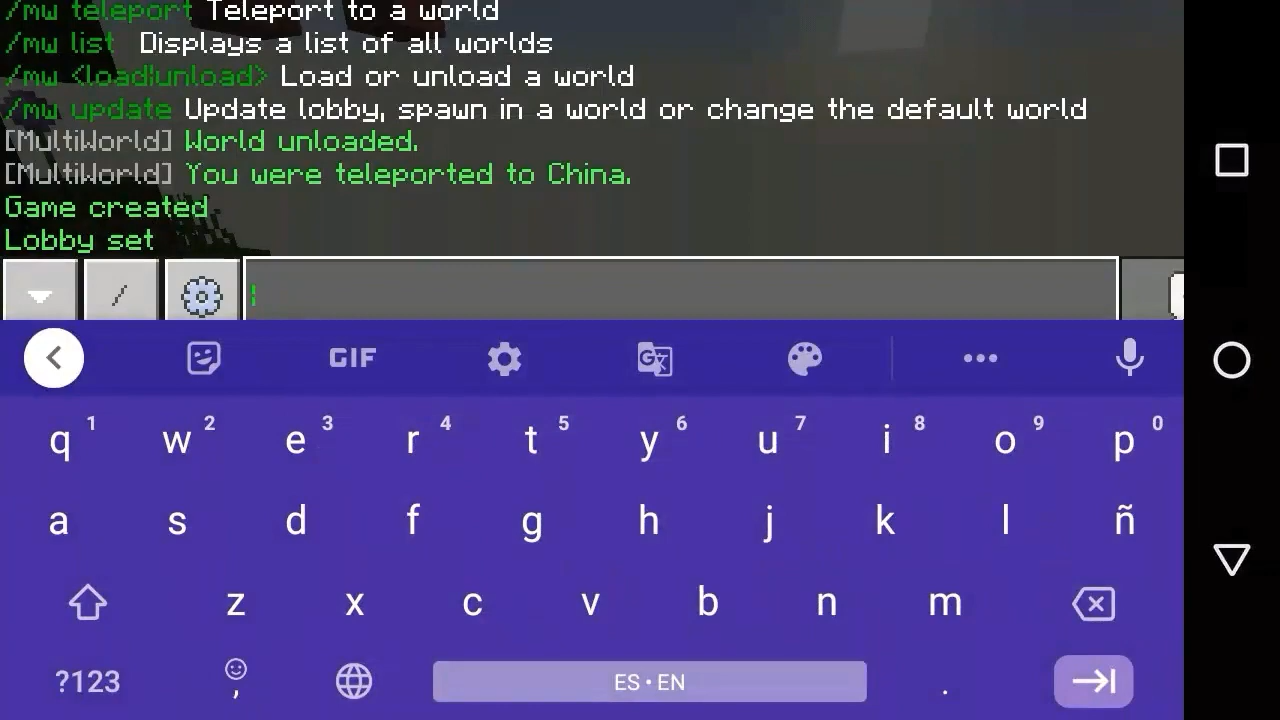 /mw teleport Teleport to a world
/mw list Displays a list of all worlds
/mw <load|unload> Load or unload a world
/mw update Update lobby, spawn in a world or change the default world
[MultiWorld] World unloaded.
[MultiWorld] You were teleported to China.
Game created
Lobby set
/
GIF
q 1 w 2 e 3 r 4 t 5 y 6 u 7 i 8 o 9 p 0
a s d f g h j k l ñ
z x c v b n m
?123 , ES • EN .